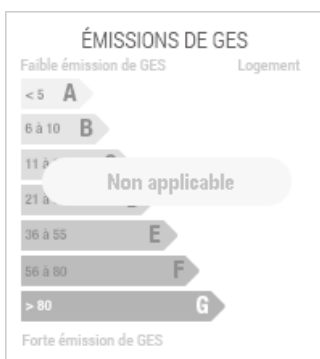 ÉMISSIONS DE GES
Faible émission de GES Logement
< 5 A
6 à 10 B
11 à
Non applicable
21 à
36 à 55 E
56 à 80 F
> 80 G
Forte émission de GES